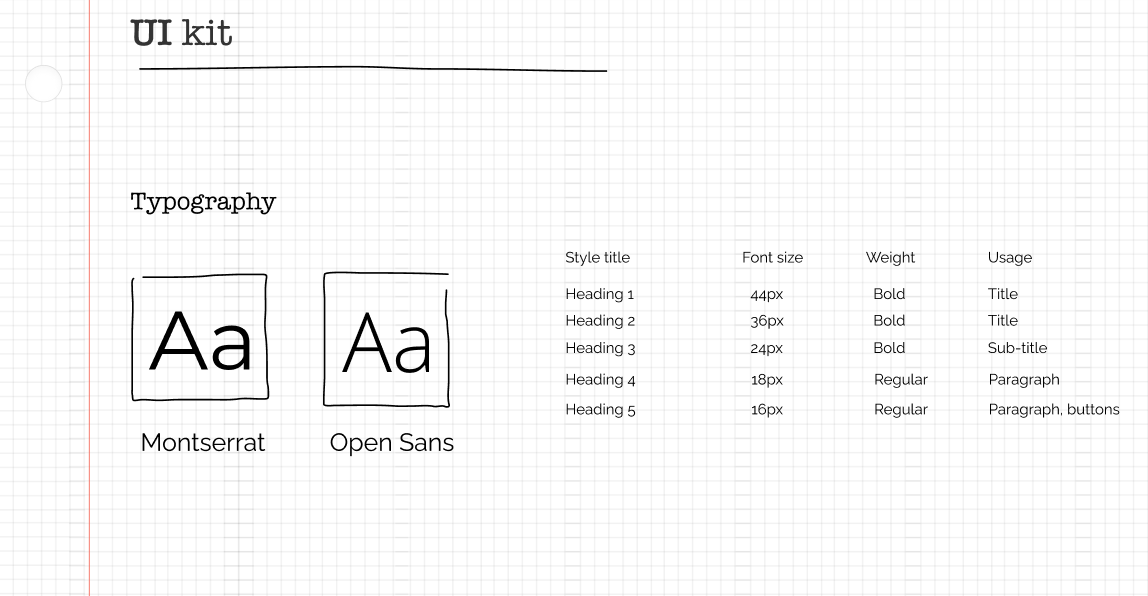 UI kit
Typography
Aa
Montserrat
Aa
Open Sans
Style title Font size Weight Usage
Heading 1 44px Bold Title
Heading 2 36px Bold Title
Heading 3 24px Bold Sub-title
Heading 4 18px Regular Paragraph
Heading 5 16px Regular Paragraph, buttons